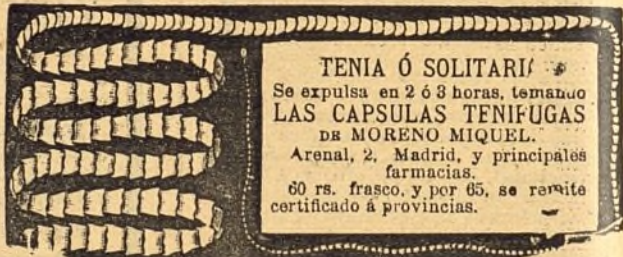 TENIA Ó SOLITARI
Se expulsa en 2 ó 3 horas, tomando
LAS CAPSULAS TENIFUGAS
DE MORENO MIQUEL.
Arenal, 2, Madrid, y principales
farmacias.
60 rs. frasco, y por 65, se remite
certificado á provincias.